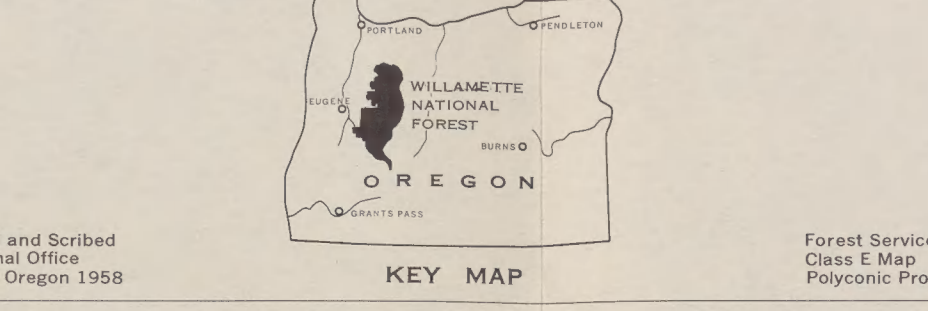 PORTLAND
PENDLETON
WILLAMETTE
NATIONAL
FOREST
EUGENE
BURNS
OREGON
GRANTS PASS
and Scribed
nal Office
Oregon 1958
KEY MAP
Forest Service
Class E Map
Polyconic Pro